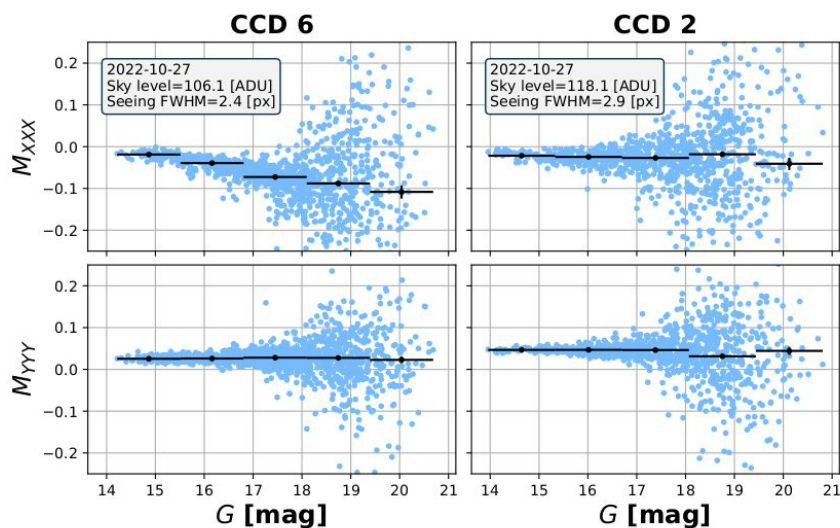 CCD 6 CCD 2
0.2
0.1
0.0
−0.1
−0.2
M_XXX
2022-10-27
Sky level=106.1 [ADU]
Seeing FWHM=2.4 [px]
2022-10-27
Sky level=118.1 [ADU]
Seeing FWHM=2.9 [px]
0.2
0.1
0.0
−0.1
−0.2
M_YYY
14 15 16 17 18 19 20 21 14 15 16 17 18 19 20 21
G [mag] G [mag]